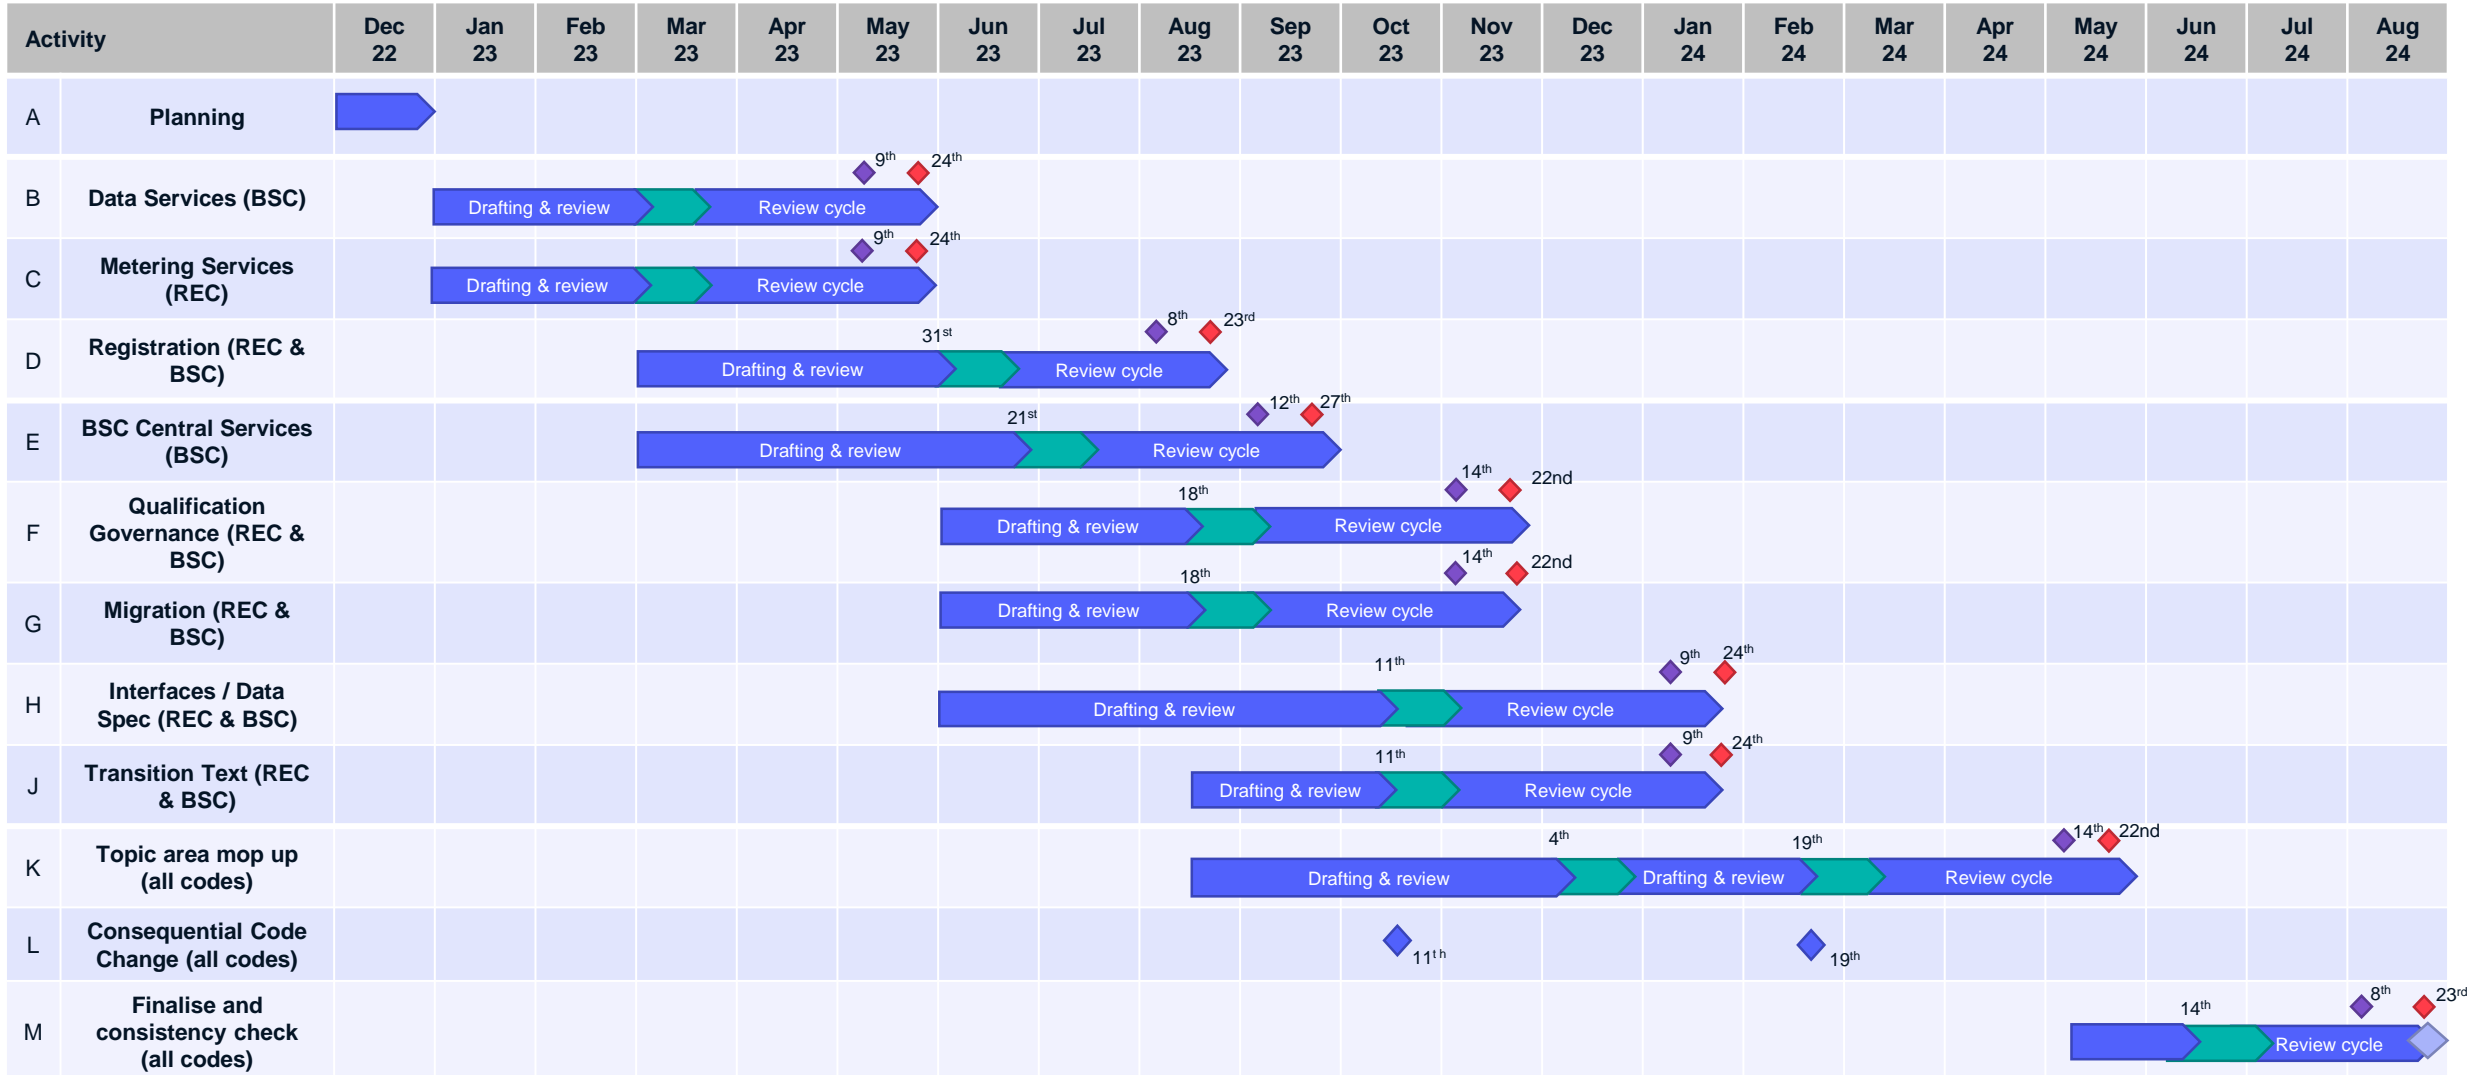 Activity
Dec 22
Jan 23
Feb 23
Mar 23
Apr 23
May 23
Jun 23
Jul 23
Aug 23
Sep 23
Oct 23
Nov 23
Dec 23
Jan 24
Feb 24
Mar 24
Apr 24
May 24
Jun 24
Jul 24
Aug 24
A
Planning
B
Data Services (BSC)
9th
24th
Drafting & review
Review cycle
C
Metering Services
(REC)
9th
24th
Drafting & review
Review cycle
D
Registration (REC &
BSC)
31st
8th
23rd
Drafting & review
Review cycle
E
BSC Central Services
(BSC)
21st
12th
27th
Drafting & review
Review cycle
F
Qualification
Governance (REC &
BSC)
18th
14th
22nd
Drafting & review
Review cycle
G
Migration (REC &
BSC)
18th
14th
22nd
Drafting & review
Review cycle
H
Interfaces / Data
Spec (REC & BSC)
11th
9th
24th
Drafting & review
Review cycle
J
Transition Text (REC
& BSC)
11th
9th
24th
Drafting & review
Review cycle
K
Topic area mop up
(all codes)
4th
19th
14th
22nd
Drafting & review
Drafting & review
Review cycle
L
Consequential Code
Change (all codes)
11th
19th
M
Finalise and
consistency check
(all codes)
14th
8th
23rd
Review cycle